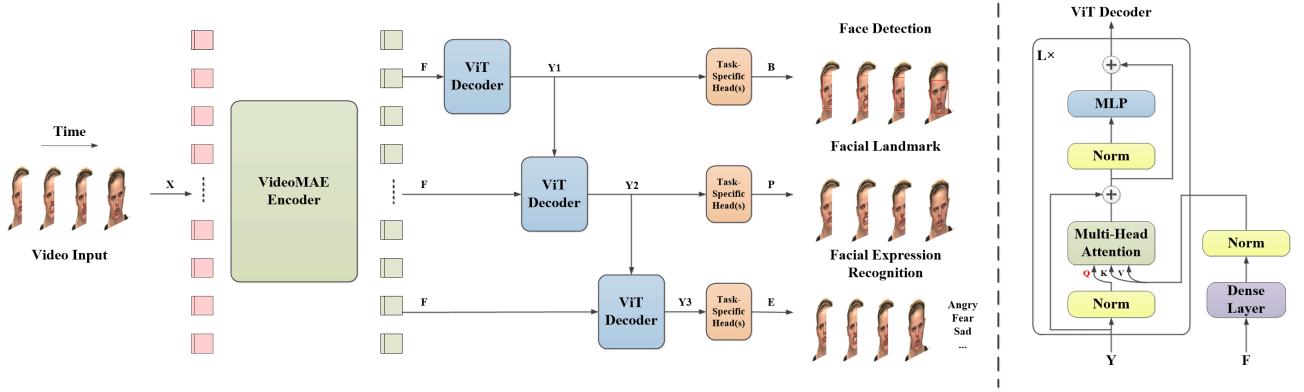 Time
Video Input
X
VideoMAE
Encoder
F
ViT
Decoder
Y1
Task-
Specific
Head(s)
B
Face Detection
F
ViT
Decoder
Y2
Task-
Specific
Head(s)
P
Facial Landmark
F
ViT
Decoder
Y3
Task-
Specific
Head(s)
E
Facial Expression
Recognition
Angry
Fear
Sad
...
ViT Decoder
L×
MLP
Norm
Multi-Head
Attention
Q K V
Norm
Y
Norm
Dense
Layer
F